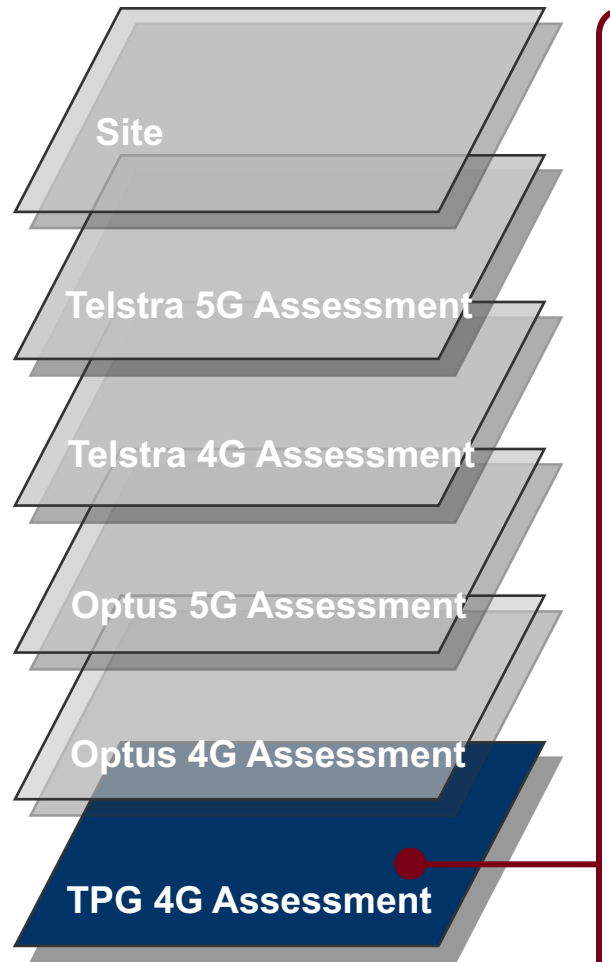 Site
Telstra 5G Assessment
Telstra 4G Assessment
Optus 5G Assessment
Optus 4G Assessment
TPG 4G Assessment